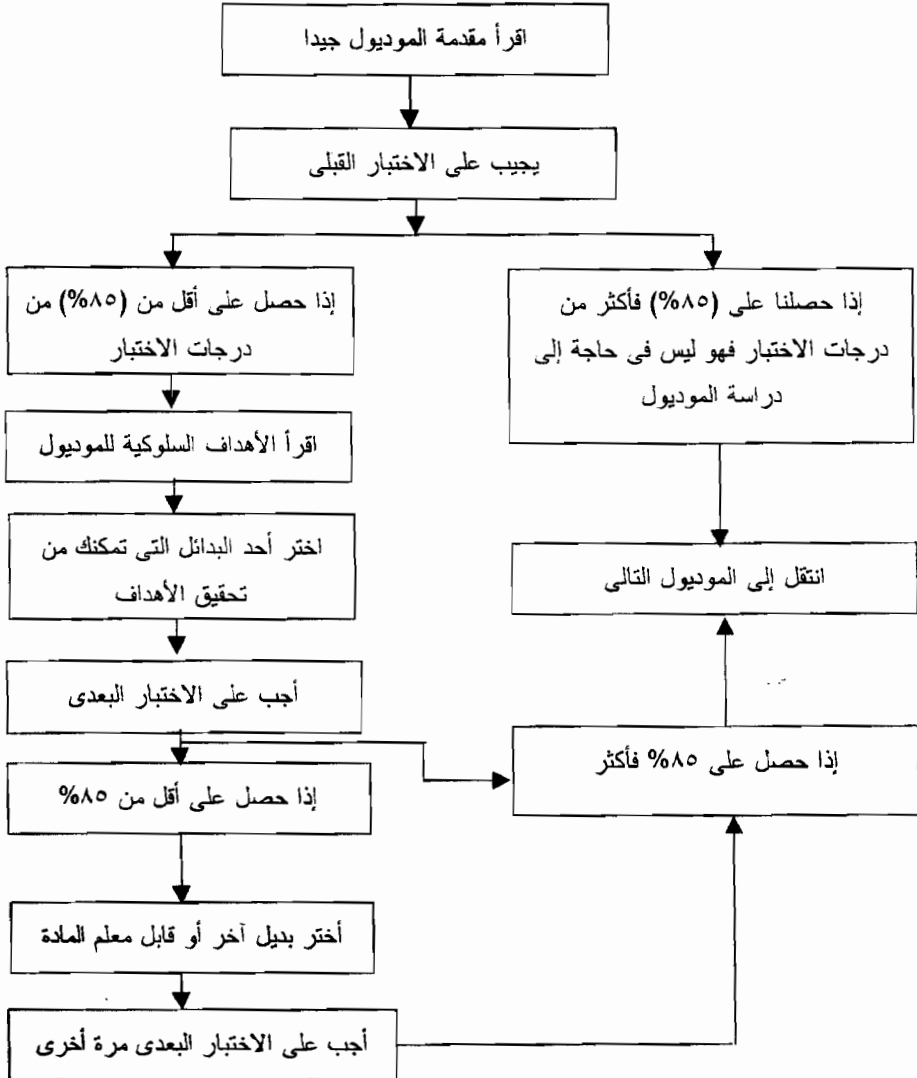 اقرأ مقدمة الموديول جيدا
يجيب على الاختبار القبلى
إذا حصل على أقل من (٨٥%) من
درجات الاختبار
إذا حصلنا على (٨٥%) فأكثر من
درجات الاختبار فهو ليس فى حاجة إلى
دراسة الموديول
اقرأ الأهداف السلوكية للموديول
اختر أحد البدائل التى تمكنك من
تحقيق الأهداف
انتقل إلى الموديول التالى
أجب على الاختبار البعدى
إذا حصل على أقل من ٨٥%
إذا حصل على ٨٥% فأكثر
أختر بديل آخر أو قابل معلم المادة
أجب على الاختبار البعدى مرة أخرى